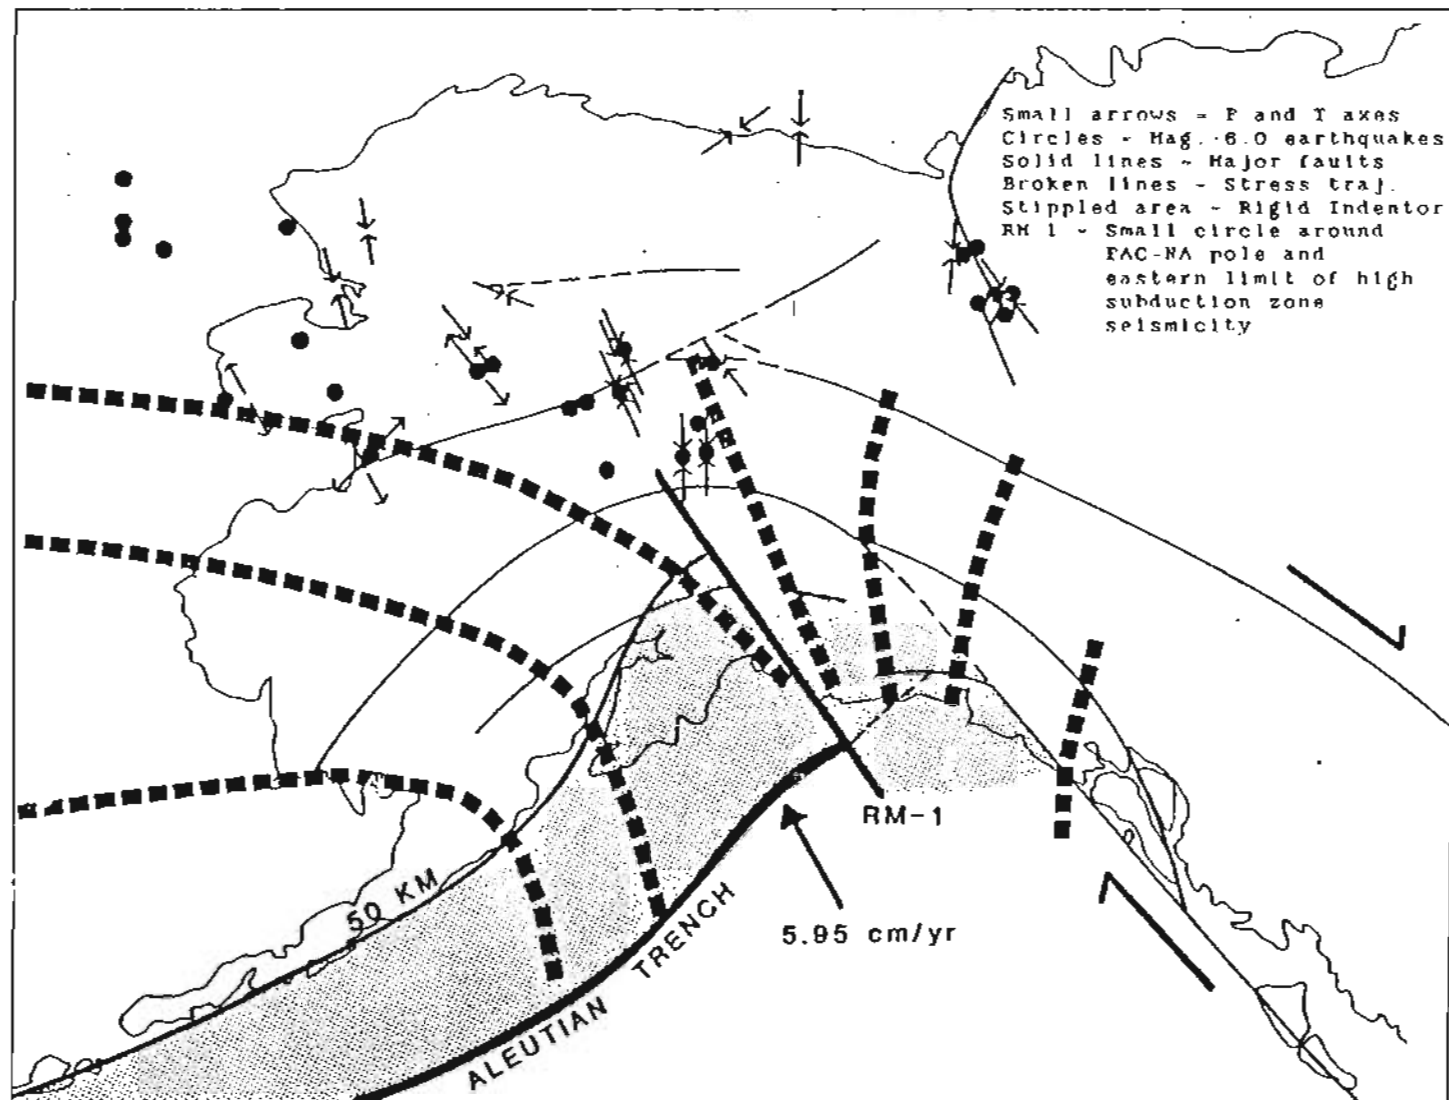 Small arrows = P and T axes
Circles - Mag. 6.0 earthquakes
Solid lines - Major faults
Broken lines - Stress traj.
Stippled area - Rigid Indentor
RM 1 - Small circle around
PAC-NA pole and
eastern limit of high
subduction zone
seismicity
RM-1
50 KM
5.95 cm/yr
ALEUTIAN TRENCH